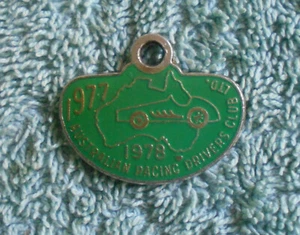 1977
1978
AUSTRALIAN RACING DRIVERS CLUB LTD.